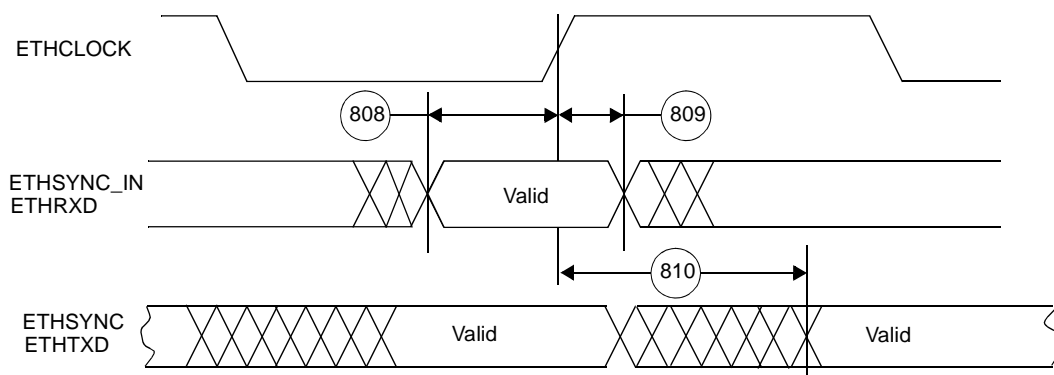 ETHCLOCK
808
809
ETHSYNC_IN
ETHRXD
Valid
810
ETHSYNC
ETHTXD
Valid
Valid